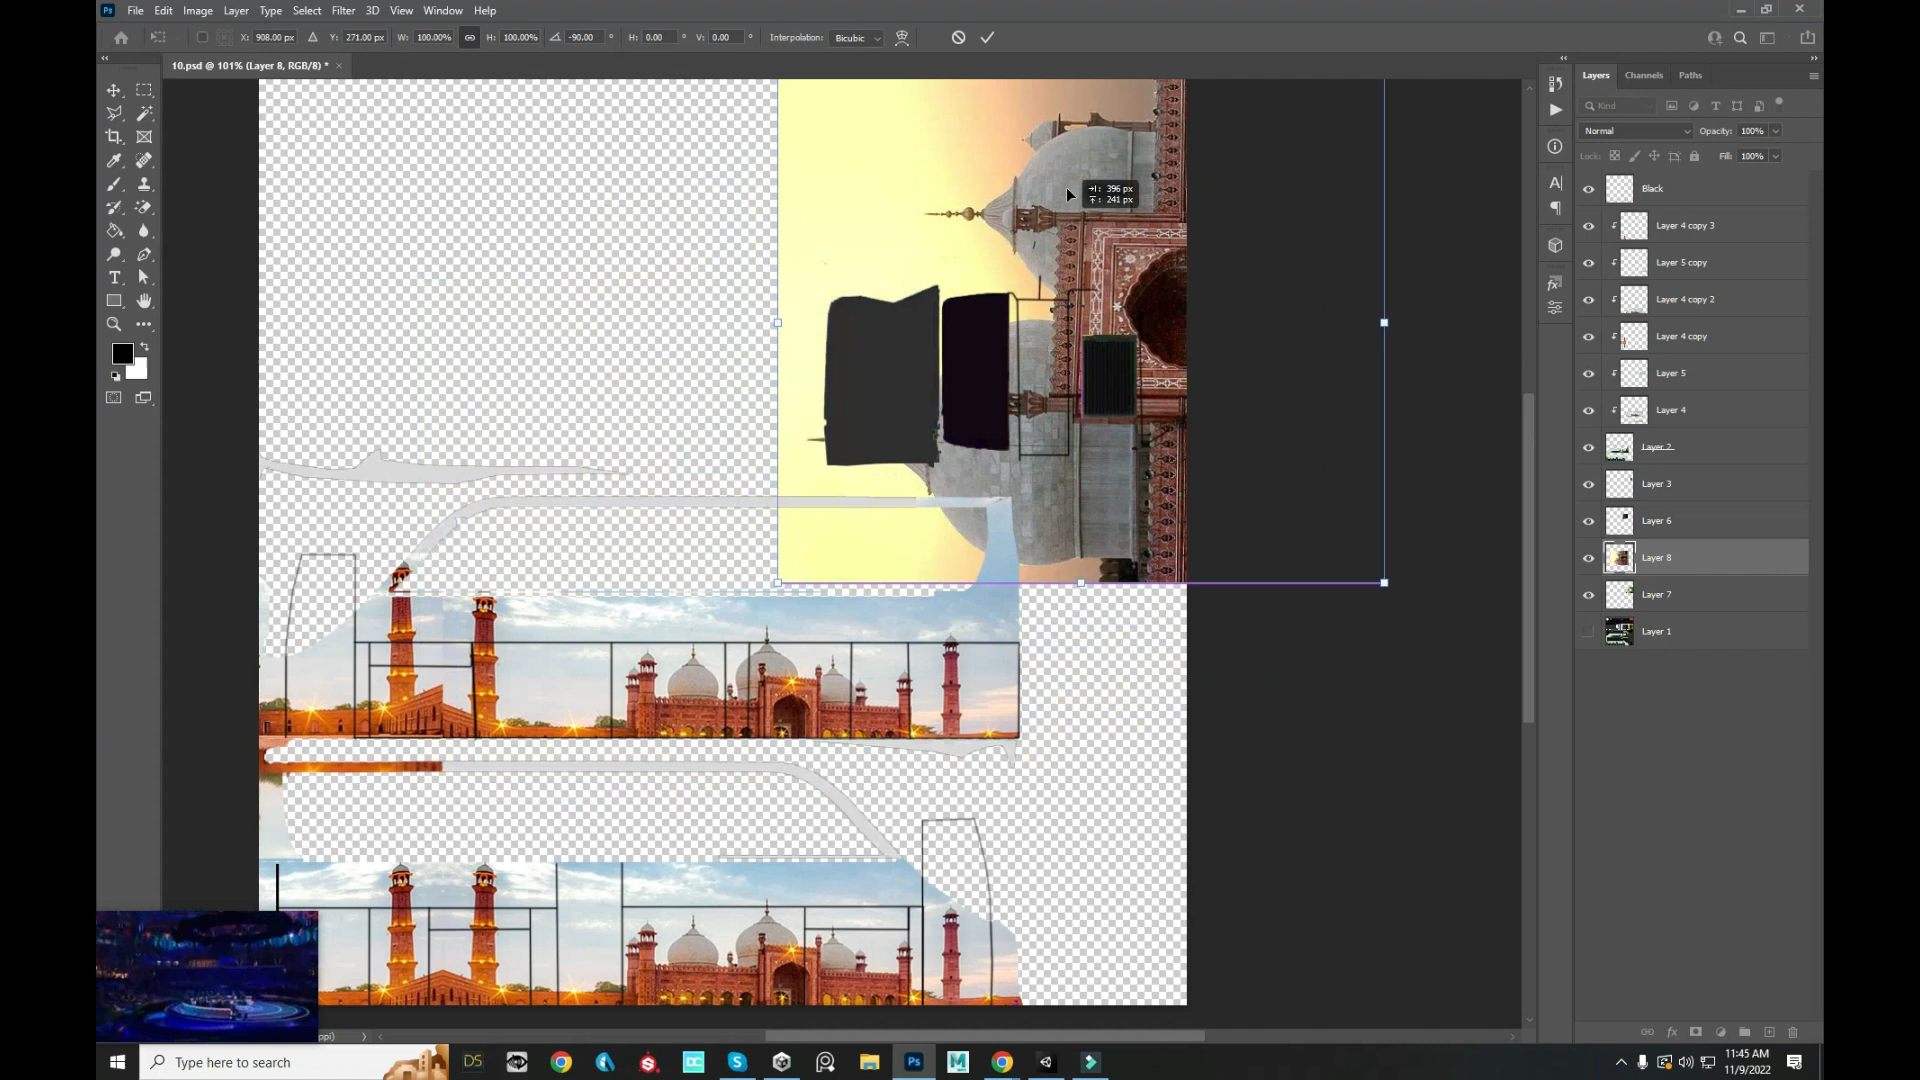 Ps File Edit Image Layer Type Select Filter 3D View Window Help
X: 908.00 px Y: 271.00 px W: 100.00% H: 100.00% -90.00 ° H: 0.00 ° V: 0.00 ° Interpolation: Bicubic
10.psd @ 101% (Layer 8, RGB/8) * ×
Layers Channels Paths
Kind
Normal Opacity: 100%
Lock: Fill: 100%
Black
Layer 4 copy 3
Layer 5 copy
Layer 4 copy 2
Layer 4 copy
Layer 5
Layer 4
Layer 2
Layer 3
Layer 6
Layer 8
Layer 7
Layer 1
396 px
241 px
ppi)
Type here to search
DS
DC
Ps
11:45 AM
11/9/2022